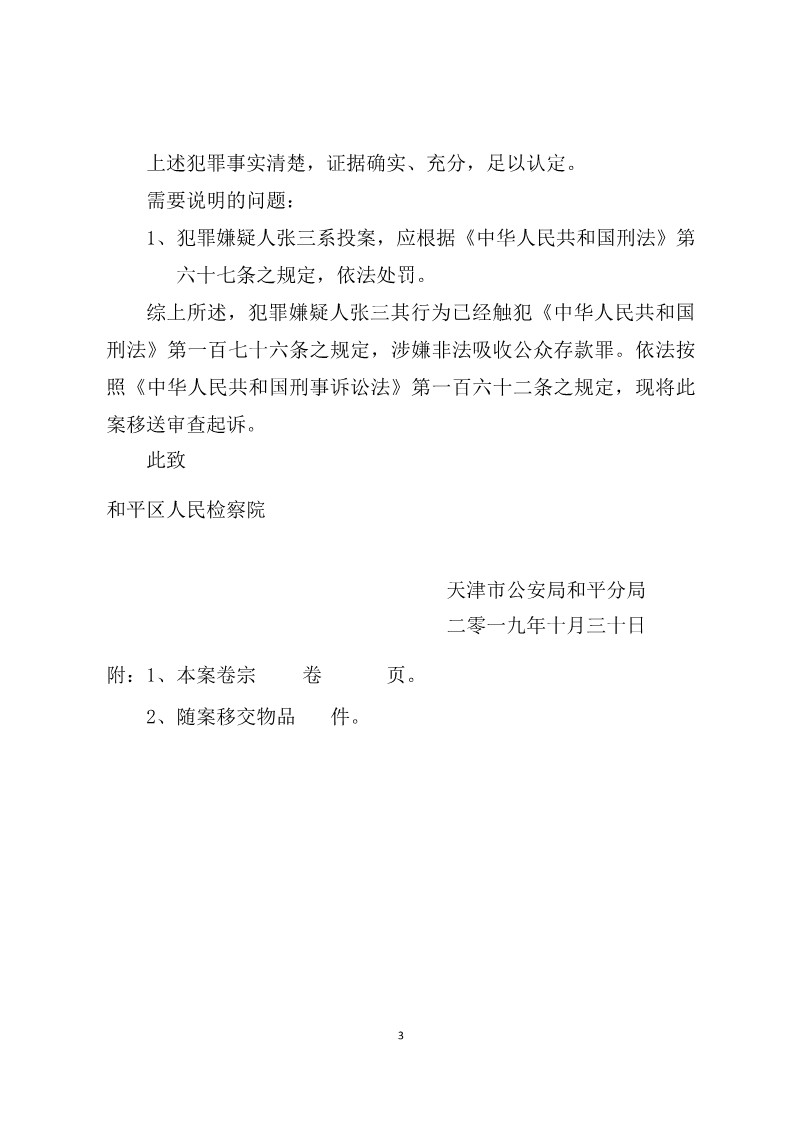 上述犯罪事实清楚，证据确实、充分，足以认定。
需要说明的问题：
1、犯罪嫌疑人张三系投案，应根据《中华人民共和国刑法》第
六十七条之规定，依法处罚。
综上所述，犯罪嫌疑人张三其行为已经触犯《中华人民共和国
刑法》第一百七十六条之规定，涉嫌非法吸收公众存款罪。依法按
照《中华人民共和国刑事诉讼法》第一百六十二条之规定，现将此
案移送审查起诉。
此致
和平区人民检察院
天津市公安局和平分局
二零一九年十月三十日
附：1、本案卷宗 卷 页。
2、随案移交物品 件。
3